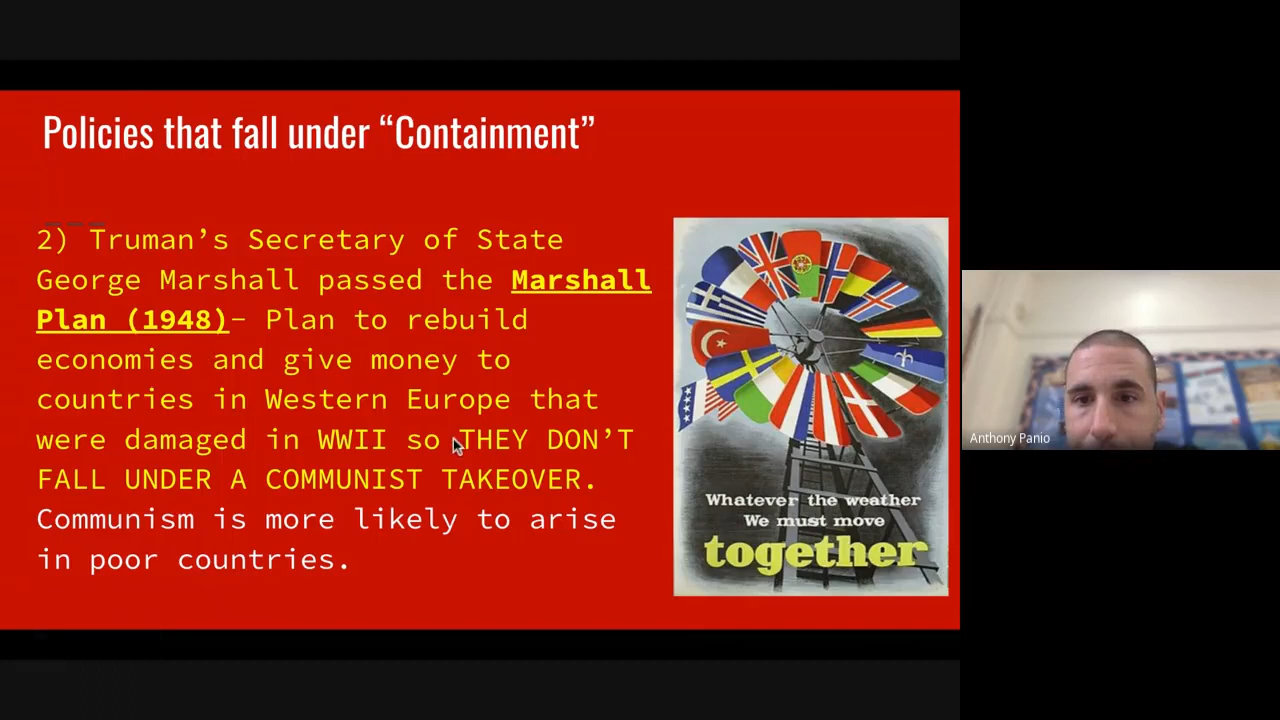 Policies that fall under “Containment”
2) Truman’s Secretary of State
George Marshall passed the Marshall
Plan (1948)– Plan to rebuild
economies and give money to
countries in Western Europe that
were damaged in WWII so THEY DON’T
FALL UNDER A COMMUNIST TAKEOVER.
Communism is more likely to arise
in poor countries.
Whatever the weather
We must move
together
Anthony Panio